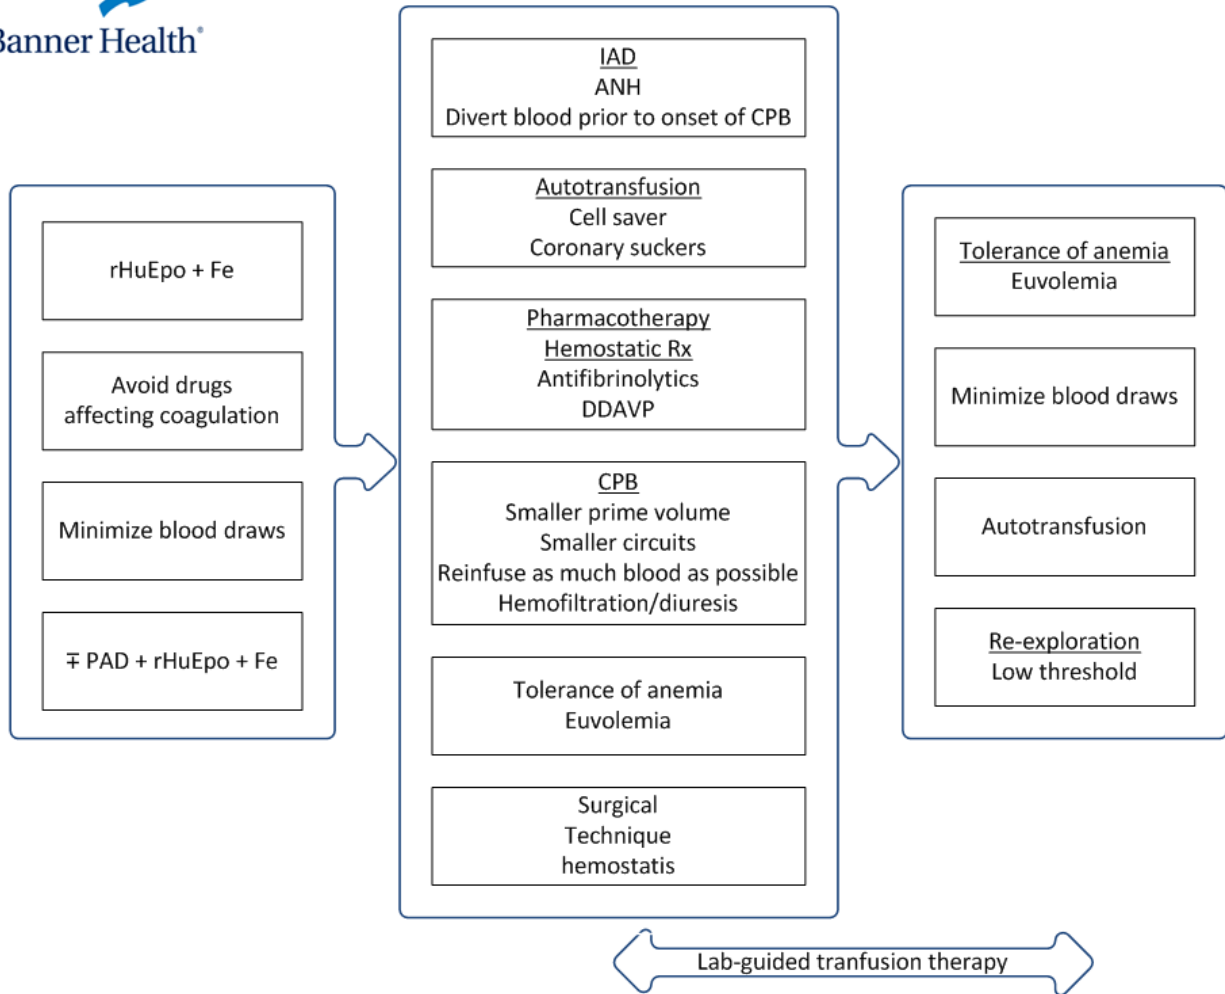 Banner Health®
rHuEpo + Fe
Avoid drugs
affecting coagulation
Minimize blood draws
∓ PAD + rHuEpo + Fe
IAD
ANH
Divert blood prior to onset of CPB
Autotransfusion
Cell saver
Coronary suckers
Pharmacotherapy
Hemostatic Rx
Antifibrinolytics
DDAVP
CPB
Smaller prime volume
Smaller circuits
Reinfuse as much blood as possible
Hemofiltration/diuresis
Tolerance of anemia
Euvolemia
Surgical
Technique
hemostatis
Tolerance of anemia
Euvolemia
Minimize blood draws
Autotransfusion
Re-exploration
Low threshold
Lab-guided tranfusion therapy